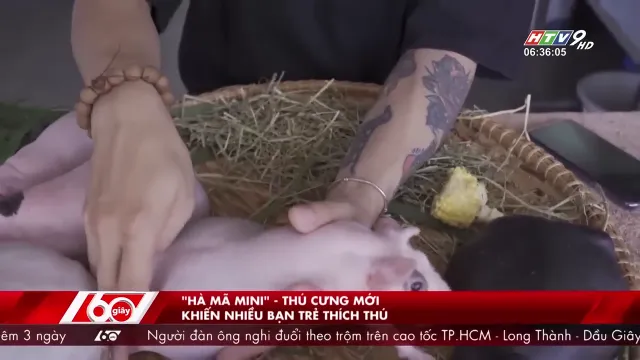 HTV9 HD
06:36:05
60 giây
"HÀ MÃ MINI" - THÚ CƯNG MỚI
KHIẾN NHIỀU BẠN TRẺ THÍCH THÚ
êm 3 ngày 60 Người đàn ông nghi đuổi theo trộm trên cao tốc TP.HCM - Long Thành - Dầu Giây